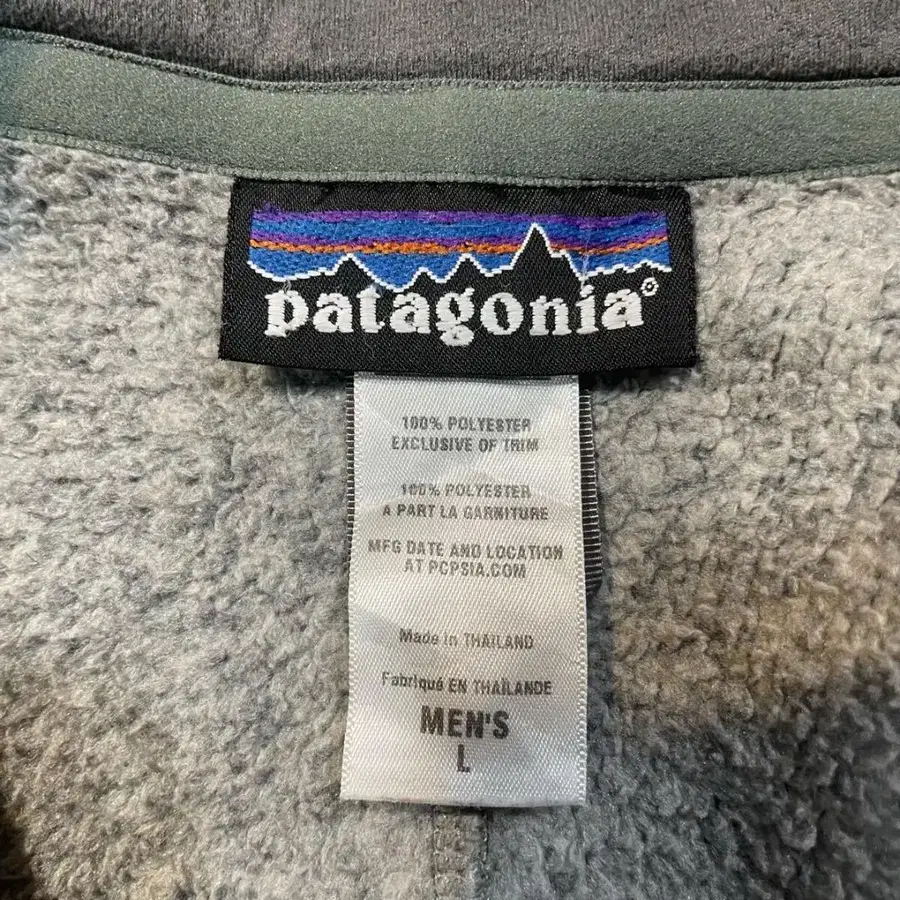 patagonia®
100% POLYESTER
EXCLUSIVE OF TRIM
100% POLYESTER
A PART LA GARNITURE
MFG DATE AND LOCATION
AT PCPSIA.COM
Made in THAILAND
Fabriqué EN THAÏLANDE
MEN'S
L